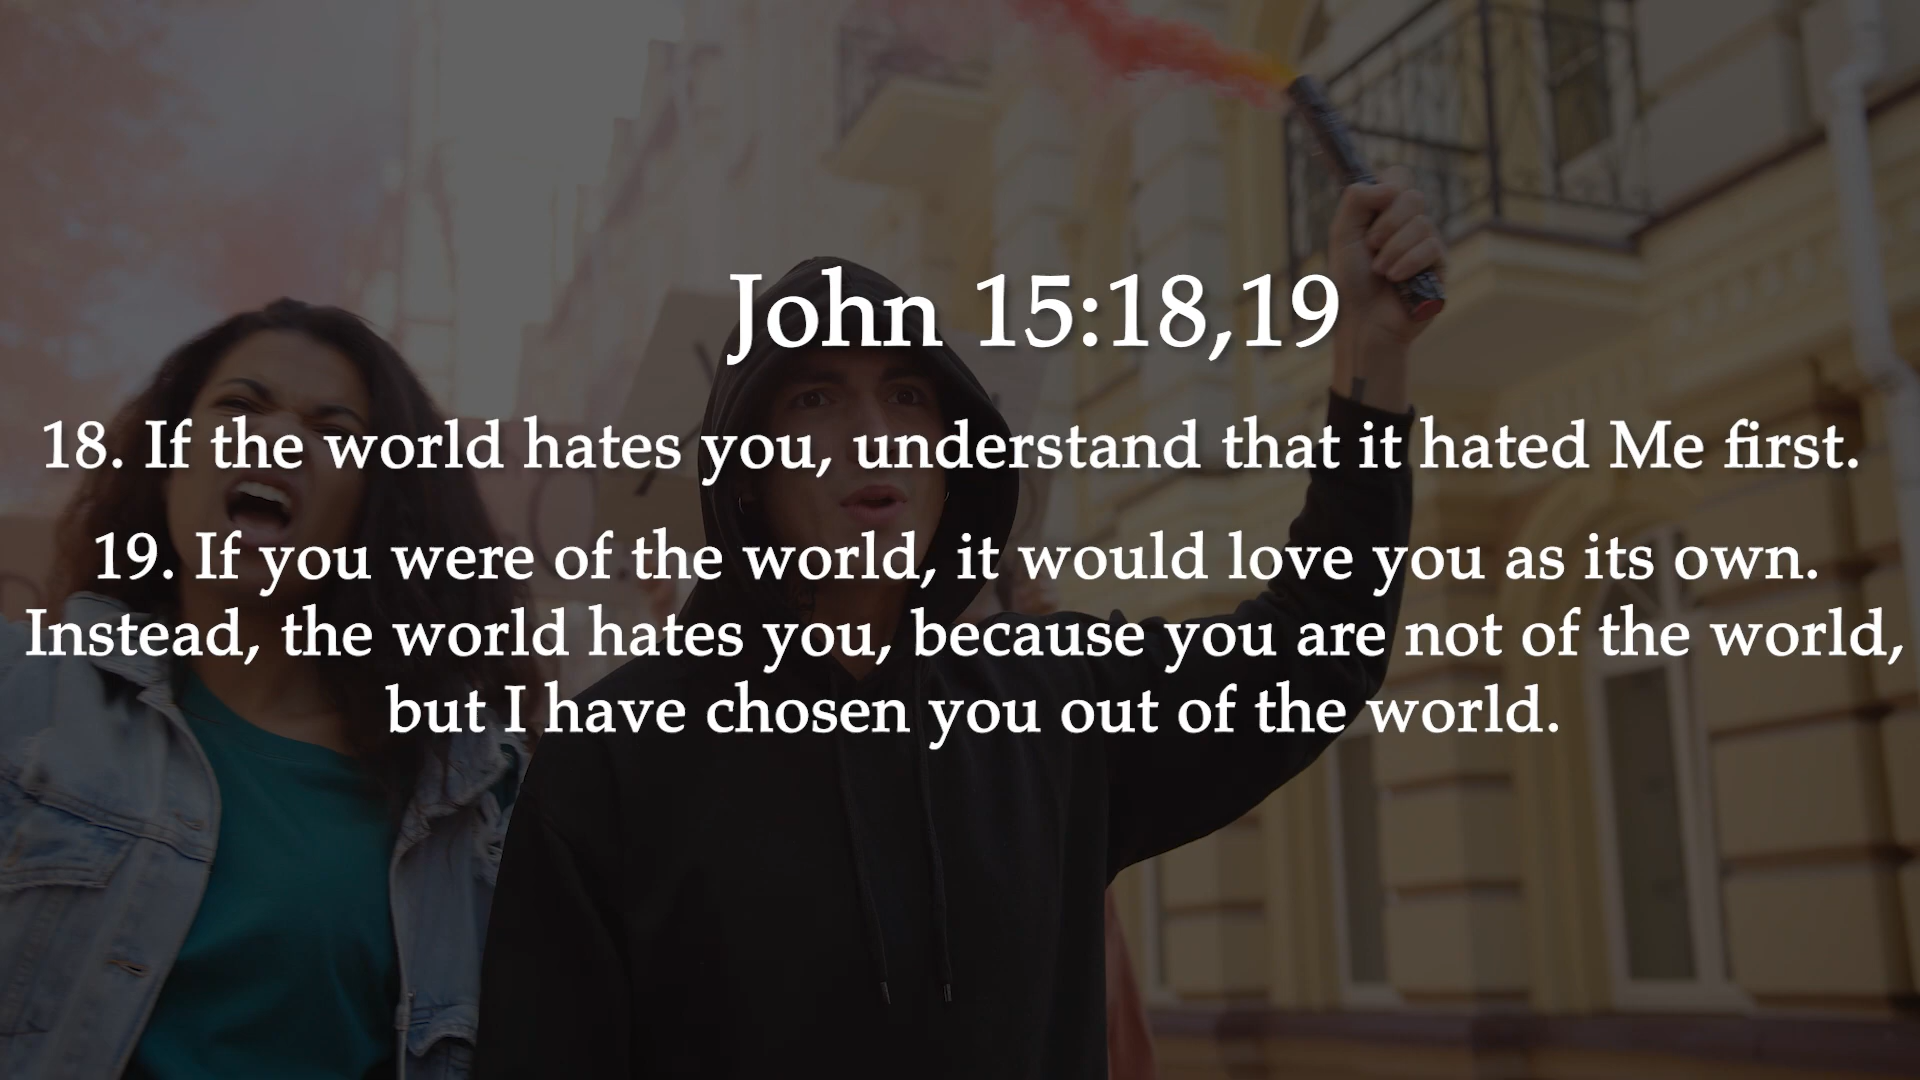 John 15:18,19
18. If the world hates you, understand that it hated Me first.
19. If you were of the world, it would love you as its own.
Instead, the world hates you, because you are not of the world,
but I have chosen you out of the world.